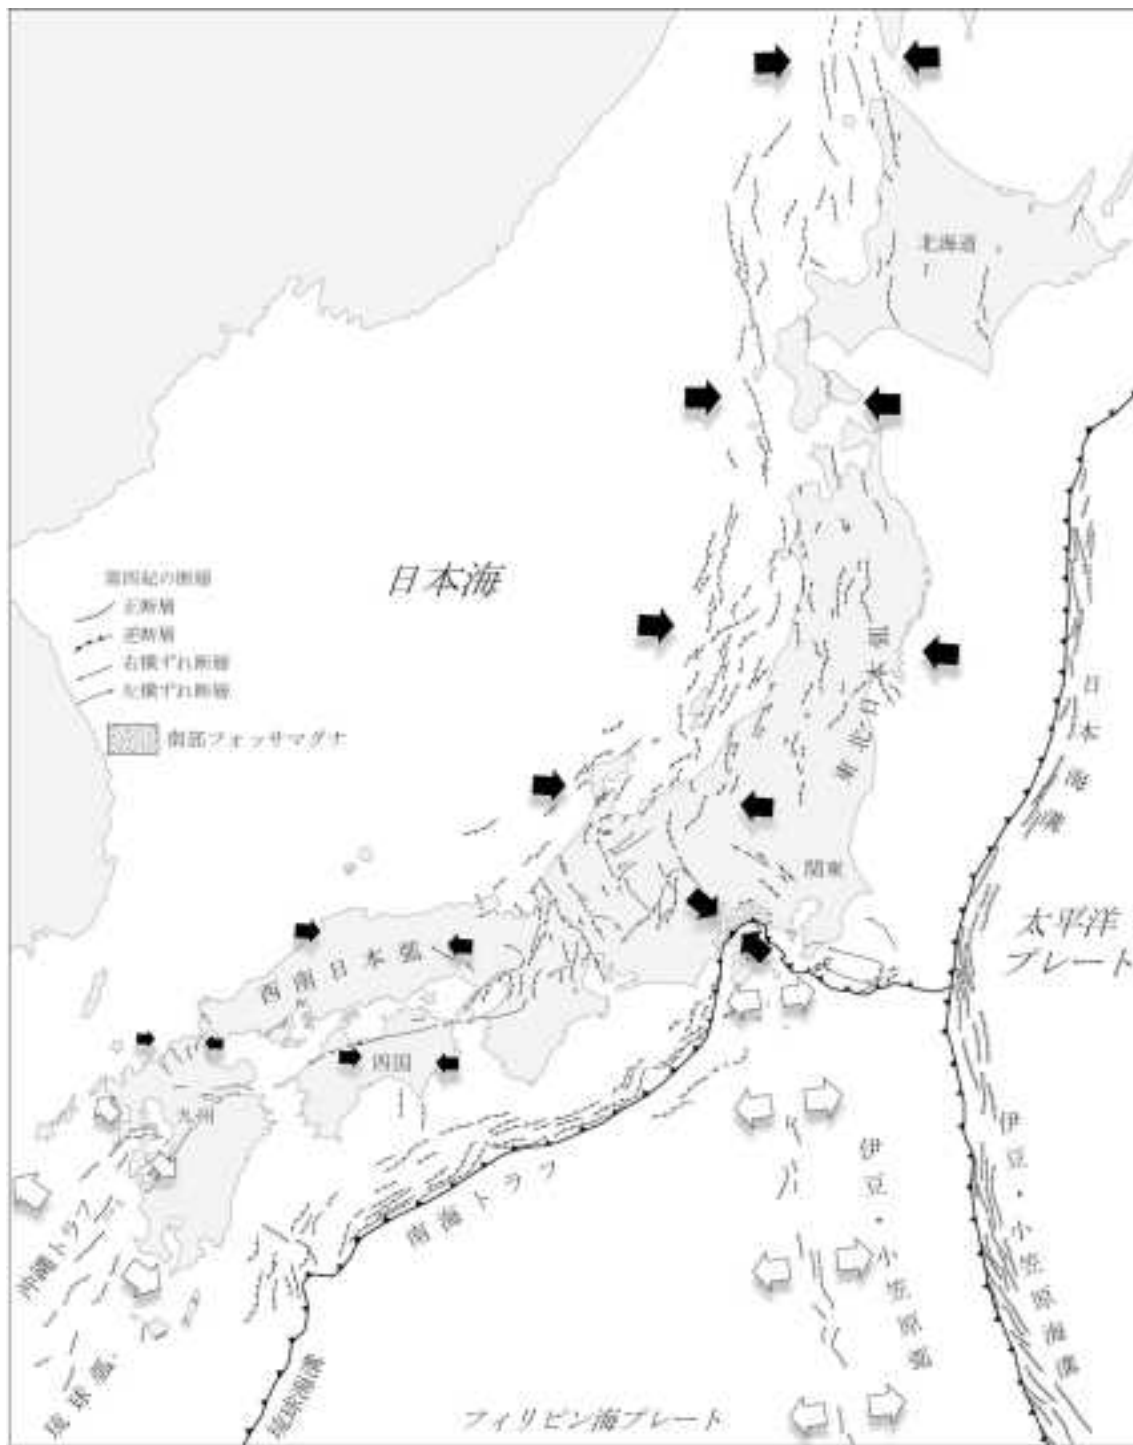 北海道
日本海
第四紀の断層
正断層
逆断層
右横ずれ断層
左横ずれ断層
南部フォッサマグナ
東北日本弧
日本海溝
関東
太平洋
プレート
西南日本弧
四国
九州
沖縄トラフ
南海トラフ
伊豆・小笠原弧
伊豆・小笠原海溝
琉球弧
琉球海溝
フィリピン海プレート